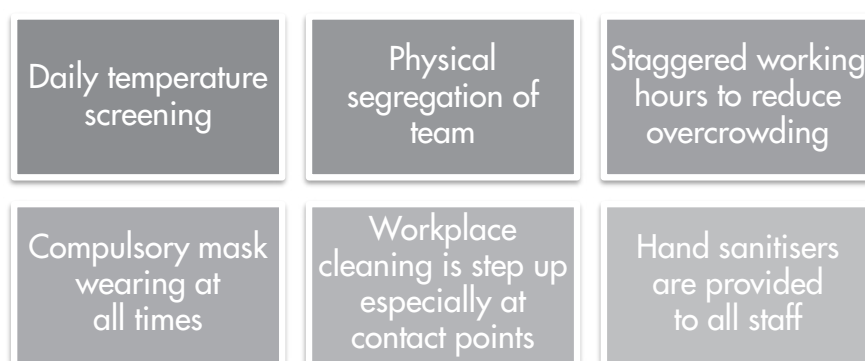 Daily temperature
screening
Physical
segregation of
team
Staggered working
hours to reduce
overcrowding
Compulsory mask
wearing at
all times
Workplace
cleaning is step up
especially at
contact points
Hand sanitisers
are provided
to all staff